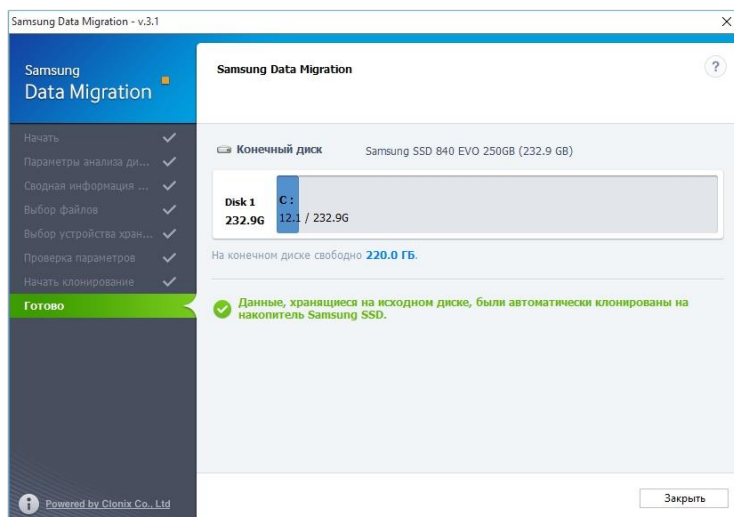 Samsung Data Migration - v.3.1
Samsung
Data Migration
Samsung Data Migration
?
Начать
Параметры анализа ди...
Сводная информация ...
Выбор файлов
Выбор устройства хран...
Проверка параметров
Начать клонирование
Готово
Конечный диск Samsung SSD 840 EVO 250GB (232.9 GB)
Disk 1
232.9G
C :
12.1 / 232.9G
На конечном диске свободно 220.0 ГБ.
Данные, хранящиеся на исходном диске, были автоматически клонированы на
накопитель Samsung SSD.
Powered by Clonix Co., Ltd
Закрыть